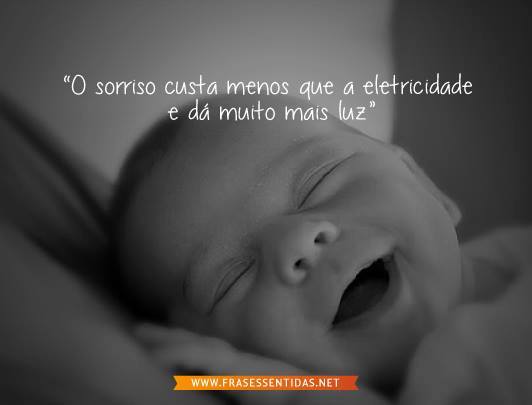 “O sorriso custa menos que a eletricidade
e dá muito mais luz”
WWW.FRASESSENTIDAS.NET